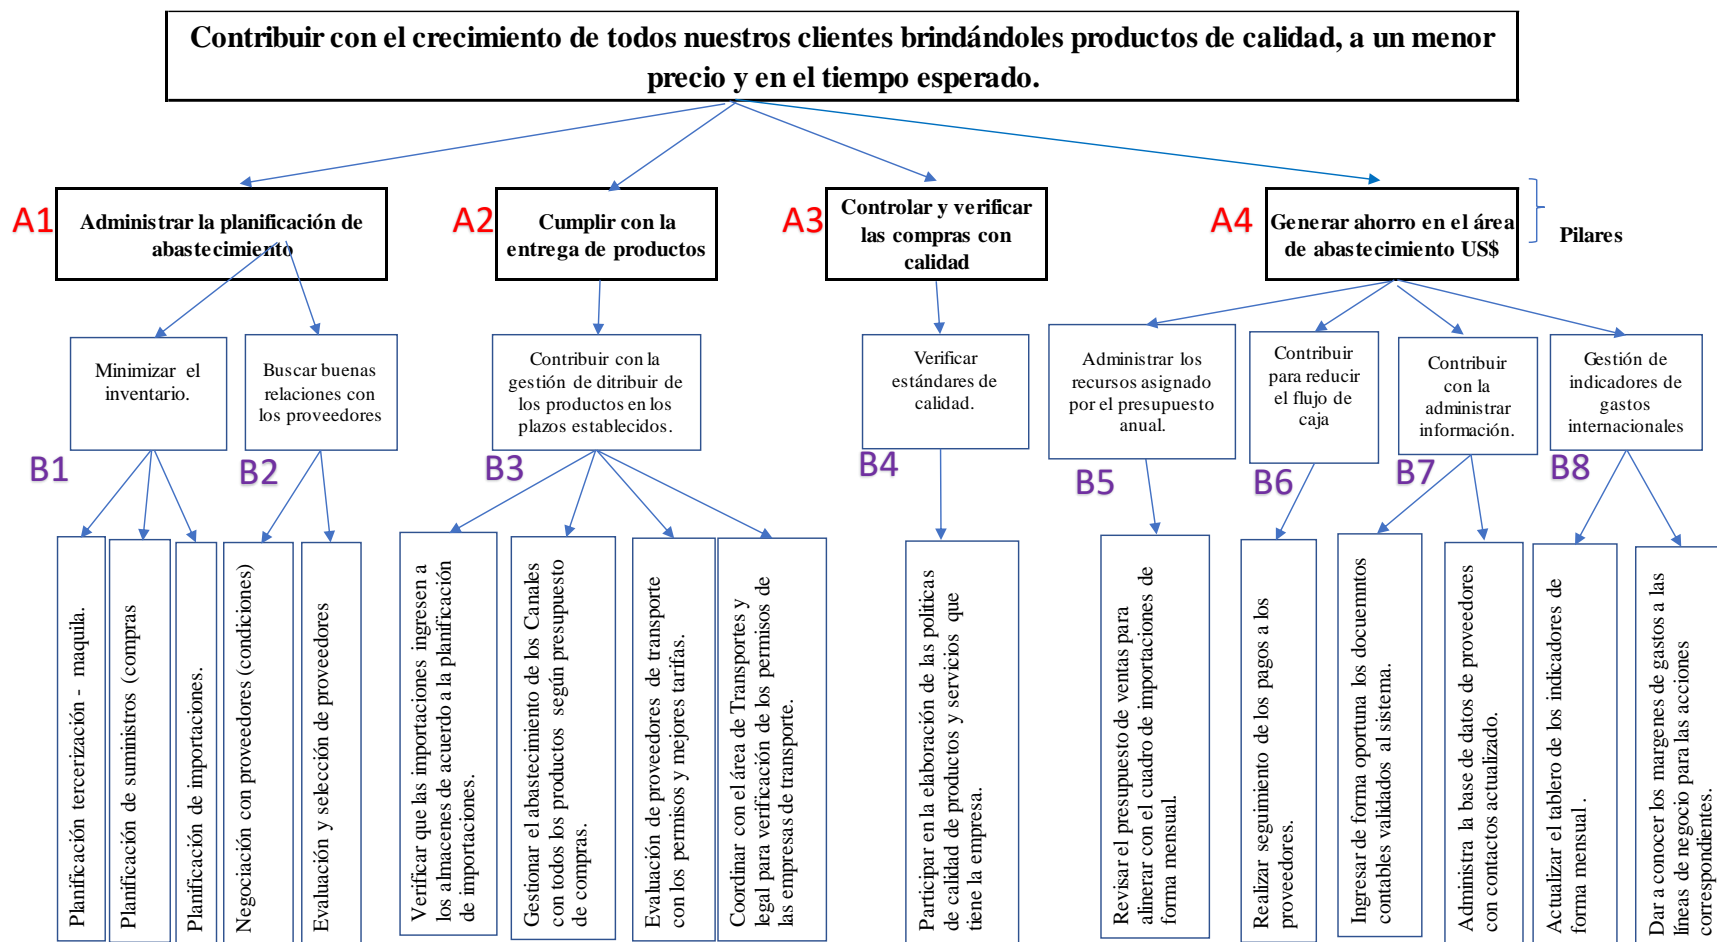 Contribuir con el crecimiento de todos nuestros clientes brindándoles productos de calidad, a un menor
precio y en el tiempo esperado.
A1
Administrar la planificación de
abastecimiento
A2
Cumplir con la
entrega de productos
A3
Controlar y verificar
las compras con
calidad
A4
Generar ahorro en el área
de abastecimiento US$
Pilares
Minimizar el
inventario.
B1
Buscar buenas
relaciones con
los proveedores
B2
Contribuir con la
gestión de ditribuir de
los productos en los
plazos establecidos.
B3
Verificar
estándares de
calidad.
B4
Administrar los
recursos asignado
por el presupuesto
anual.
B5
Contribuir
para reducir
el flujo de
caja
B6
Contribuir
con la
administrar
información.
B7
Gestión de
indicadores de
gastos
internacionales
B8
Planificación tercerización - maquila.
Planificación de suministros (compras
Planificación de importaciones.
Negociación con proveedores (condiciones)
Evaluación y selección de proveedores
Verificar que las importaciones ingresen a
los almacenes de acuerdo a la planificación
de importaciones.
Gestionar el abastecimiento de los Canales
con todos los productos según presupuesto
de compras.
Evaluación de proveedores de transporte
con los permisos y mejores tarifas.
Coordinar con el área de Transportes y
legal para verificación de los permisos de
las empresas de transporte.
Participar en la elaboración de las políticas
de calidad de productos y servicios que
tiene la empresa.
Revisar el presupuesto de ventas para
alinerar con el cuadro de importaciones de
forma mensual.
Realizar seguimiento de los pagos a los
proveedores.
Ingresar de forma oportuna los docuemntos
contables validados al sistema.
Administra la base de datos de proveedores
con contactos actualizado.
Actualizar el tablero de los indicadores de
forma mensual .
Dar a conocer los margenes de gastos a las
líneas de negocio para las acciones
correspondientes.